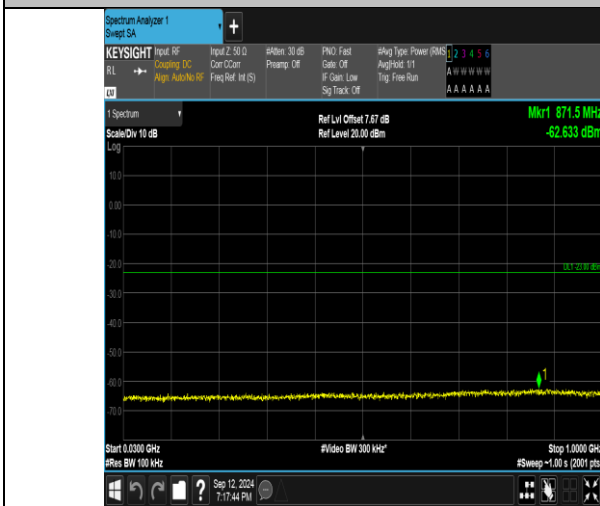 Spectrum Analyzer 1
Swept SA
KEYSIGHT Input: RF Input Z: 50 Ω #Atten: 30 dB PNO: Fast #Avg Type: Power (RMS 1 2 3 4 5 6
RL Coupling: DC Corr CCorr Preamp: Off Gate: Off Avg|Hold: 1/1 A W W W W W
Align: Auto/No RF Freq Ref: Int (S) IF Gain: Low Trig: Free Run
Sig Track: Off A A A A A A
1 Spectrum Ref Lvl Offset 7.67 dB Mkr1 871.5 MHz
Scale/Div 10 dB Ref Level 20.00 dBm -62.633 dBm
Log
10.0
0.00
-10.0
-20.0
DL1 -23.00 dBm
-30.0
-40.0
-50.0
1
-60.0
-70.0
Start 0.0300 GHz #Video BW 300 kHz* Stop 1.0000 GHz
#Res BW 100 kHz #Sweep ~1.00 s (2001 pts
? Sep 12, 2024
7:17:44 PM